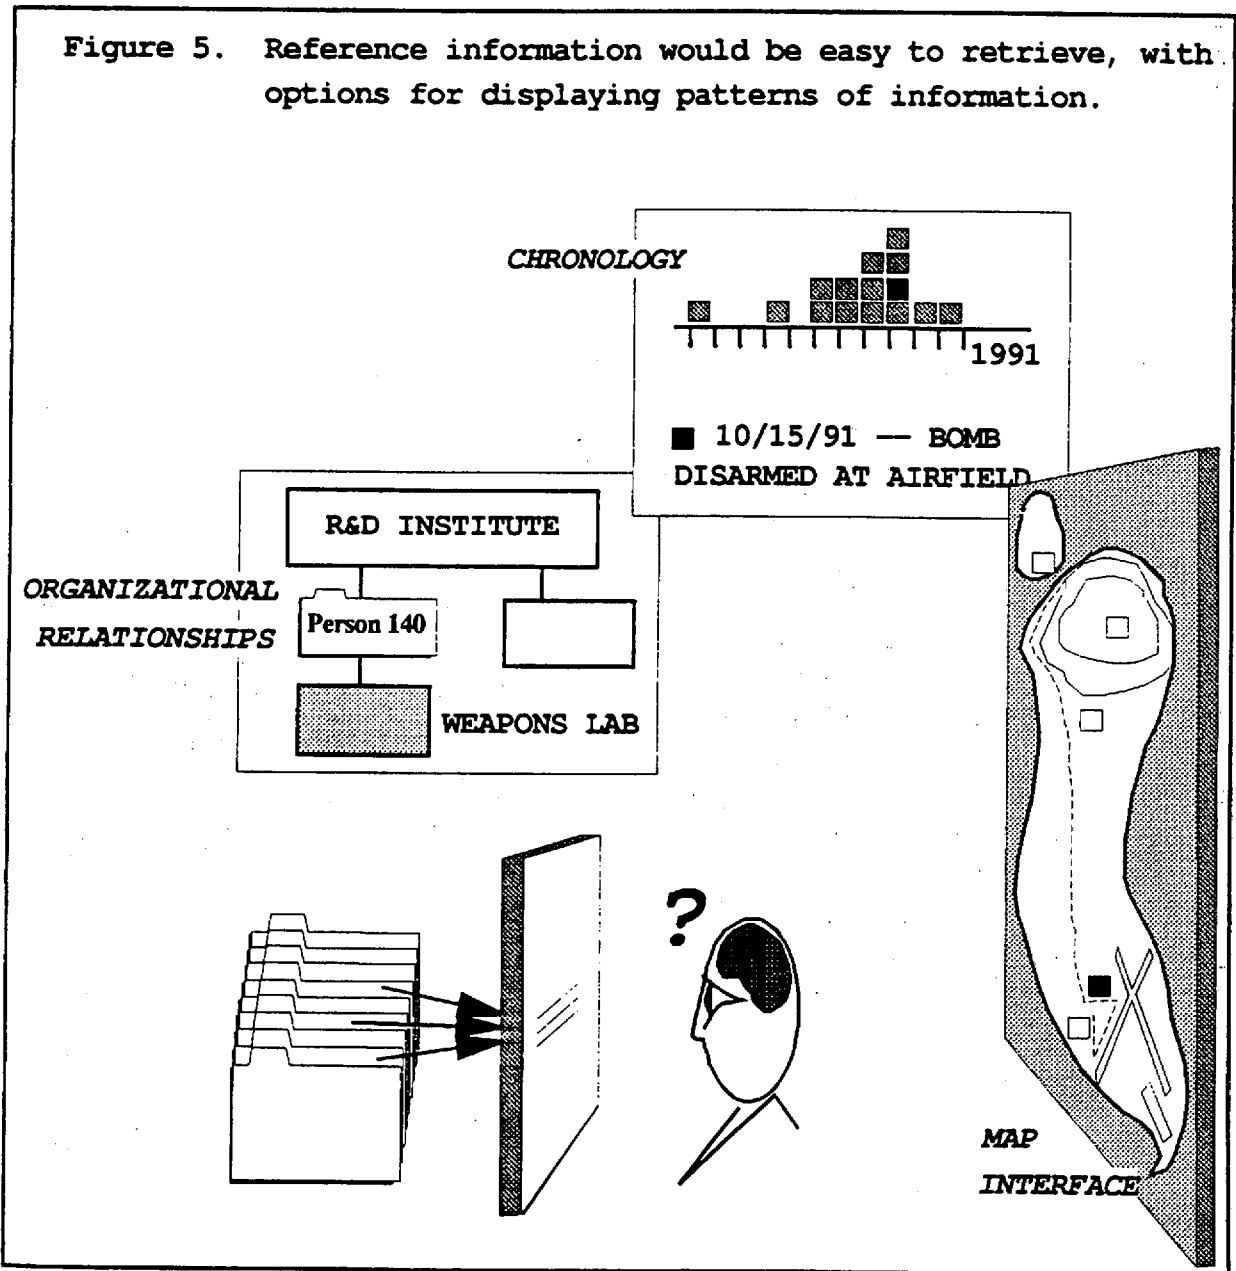 Figure 5. Reference information would be easy to retrieve, with
options for displaying patterns of information.
CHRONOLOGY
1991
■ 10/15/91 — BOMB
DISARMED AT AIRFIELD
R&D INSTITUTE
ORGANIZATIONAL
RELATIONSHIPS
Person 140
WEAPONS LAB
?
MAP
INTERFACE